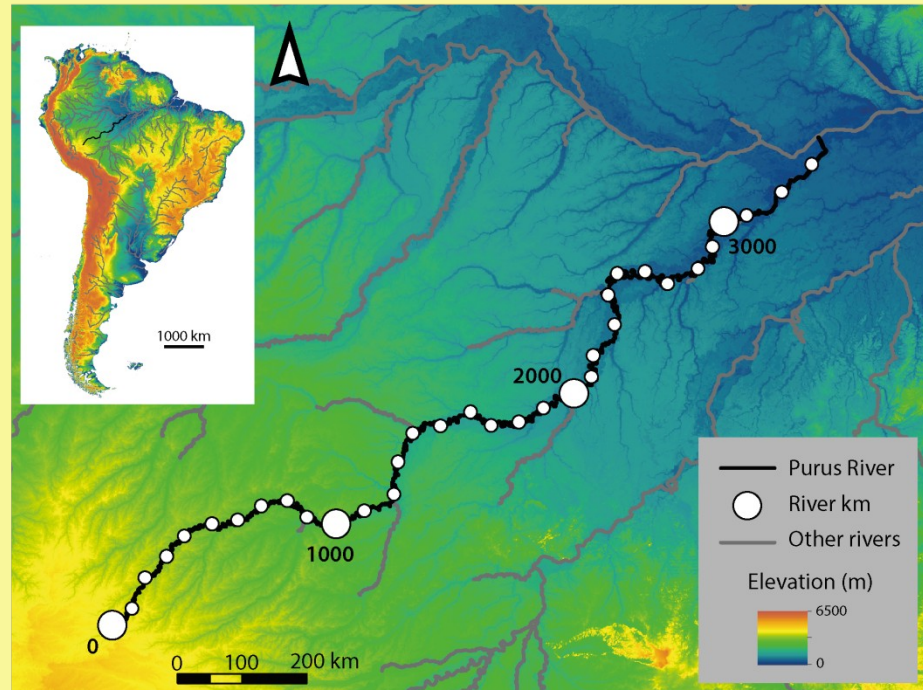 1000 km
3000
2000
1000
0
0 100 200 km
Purus River
River km
Other rivers
Elevation (m)
6500
0